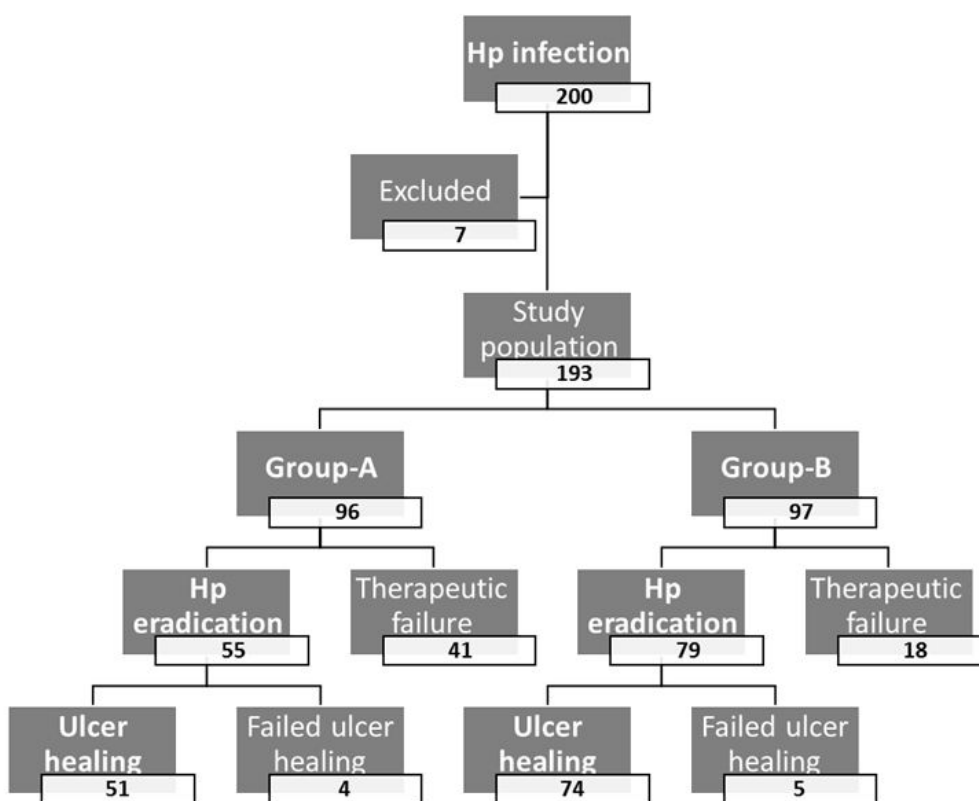 Hp infection
200
Excluded
7
Study
population
193
Group-A
96
Group-B
97
Hp
eradication
55
Therapeutic
failure
41
Hp
eradication
79
Therapeutic
failure
18
Ulcer
healing
51
Failed ulcer
healing
4
Ulcer
healing
74
Failed ulcer
healing
5